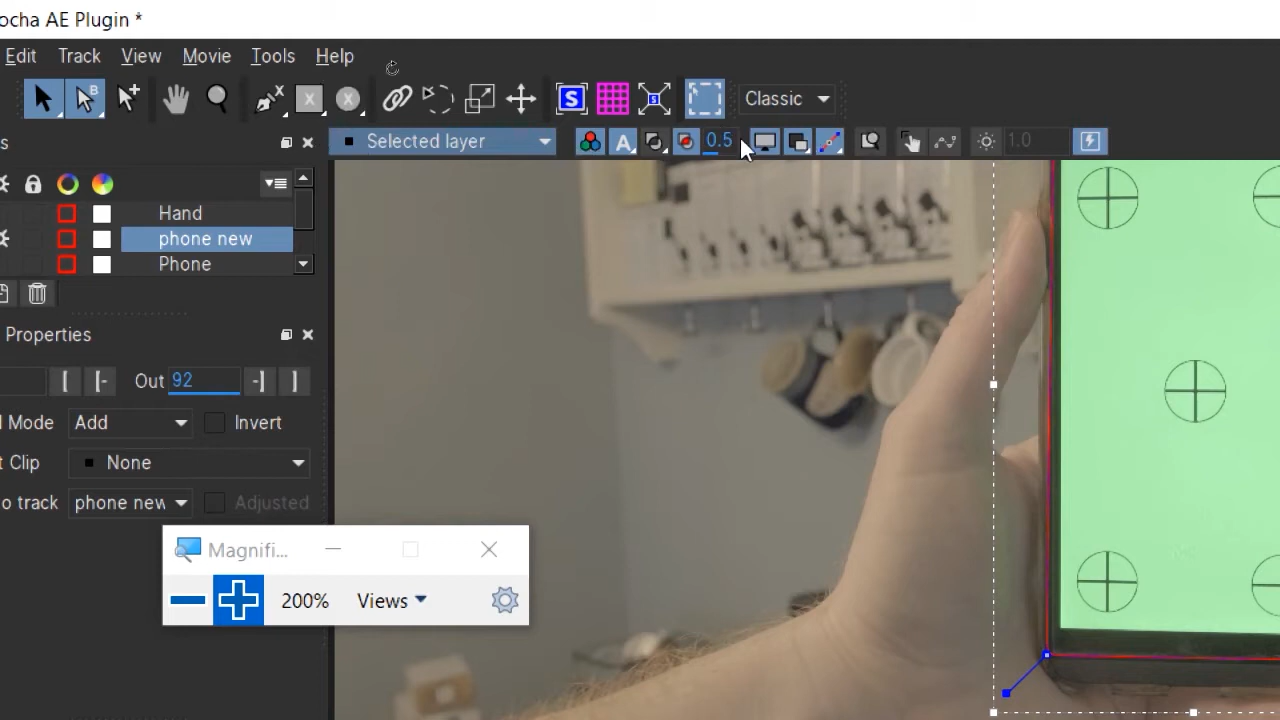 ocha AE Plugin *
Edit Track View Movie Tools Help
B
X X S S Classic
s
Selected layer A 0.5 1.0
Hand
phone new
Phone
Properties
[ [- Out 92 -] ]
l Mode Add Invert
t Clip None
o track phone new Adjusted
Magnifi...
200% Views